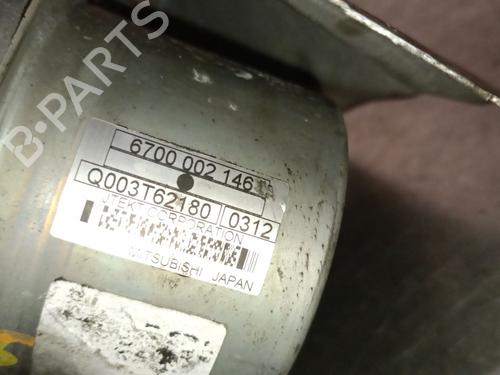 B-PARTS
6700 002 146
Q003T62180 0312
JTEKT CORPORATION
MITSUBISHI JAPAN